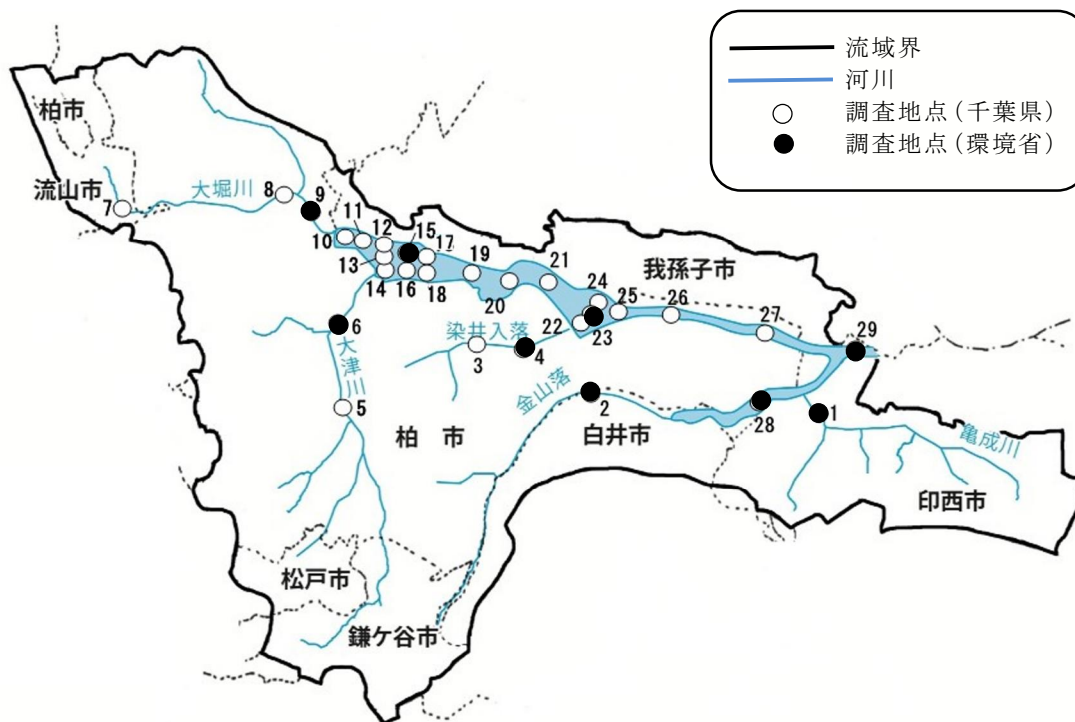 流域界
河川
調査地点(千葉県)
調査地点(環境省)
柏市
流山市
大堀川
7
8
9
10
11
12
13
14
15
16
17
18
19
20
21
我孫子市
22
23
24
25
26
27
29
6
大津川
5
染井入落
3
4
金山落
2
柏 市
白井市
28
1
亀成川
印西市
松戸市
鎌ケ谷市